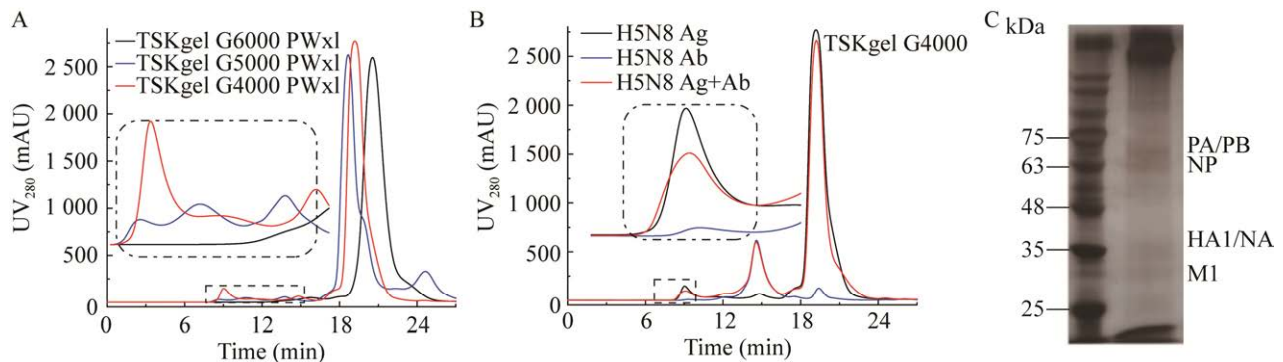 A
TSKgel G6000 PWxl
TSKgel G5000 PWxl
TSKgel G4000 PWxl
UV280 (mAU)
2 500
2 000
1 500
1 000
500
0
0 6 12 18 24
Time (min)
B
H5N8 Ag
H5N8 Ab
H5N8 Ag+Ab
TSKgel G4000
UV280 (mAU)
2 500
2 000
1 500
1 000
500
0
0 6 12 18 24
Time (min)
C kDa
75
63
48
35
25
PA/PB
NP
HA1/NA
M1